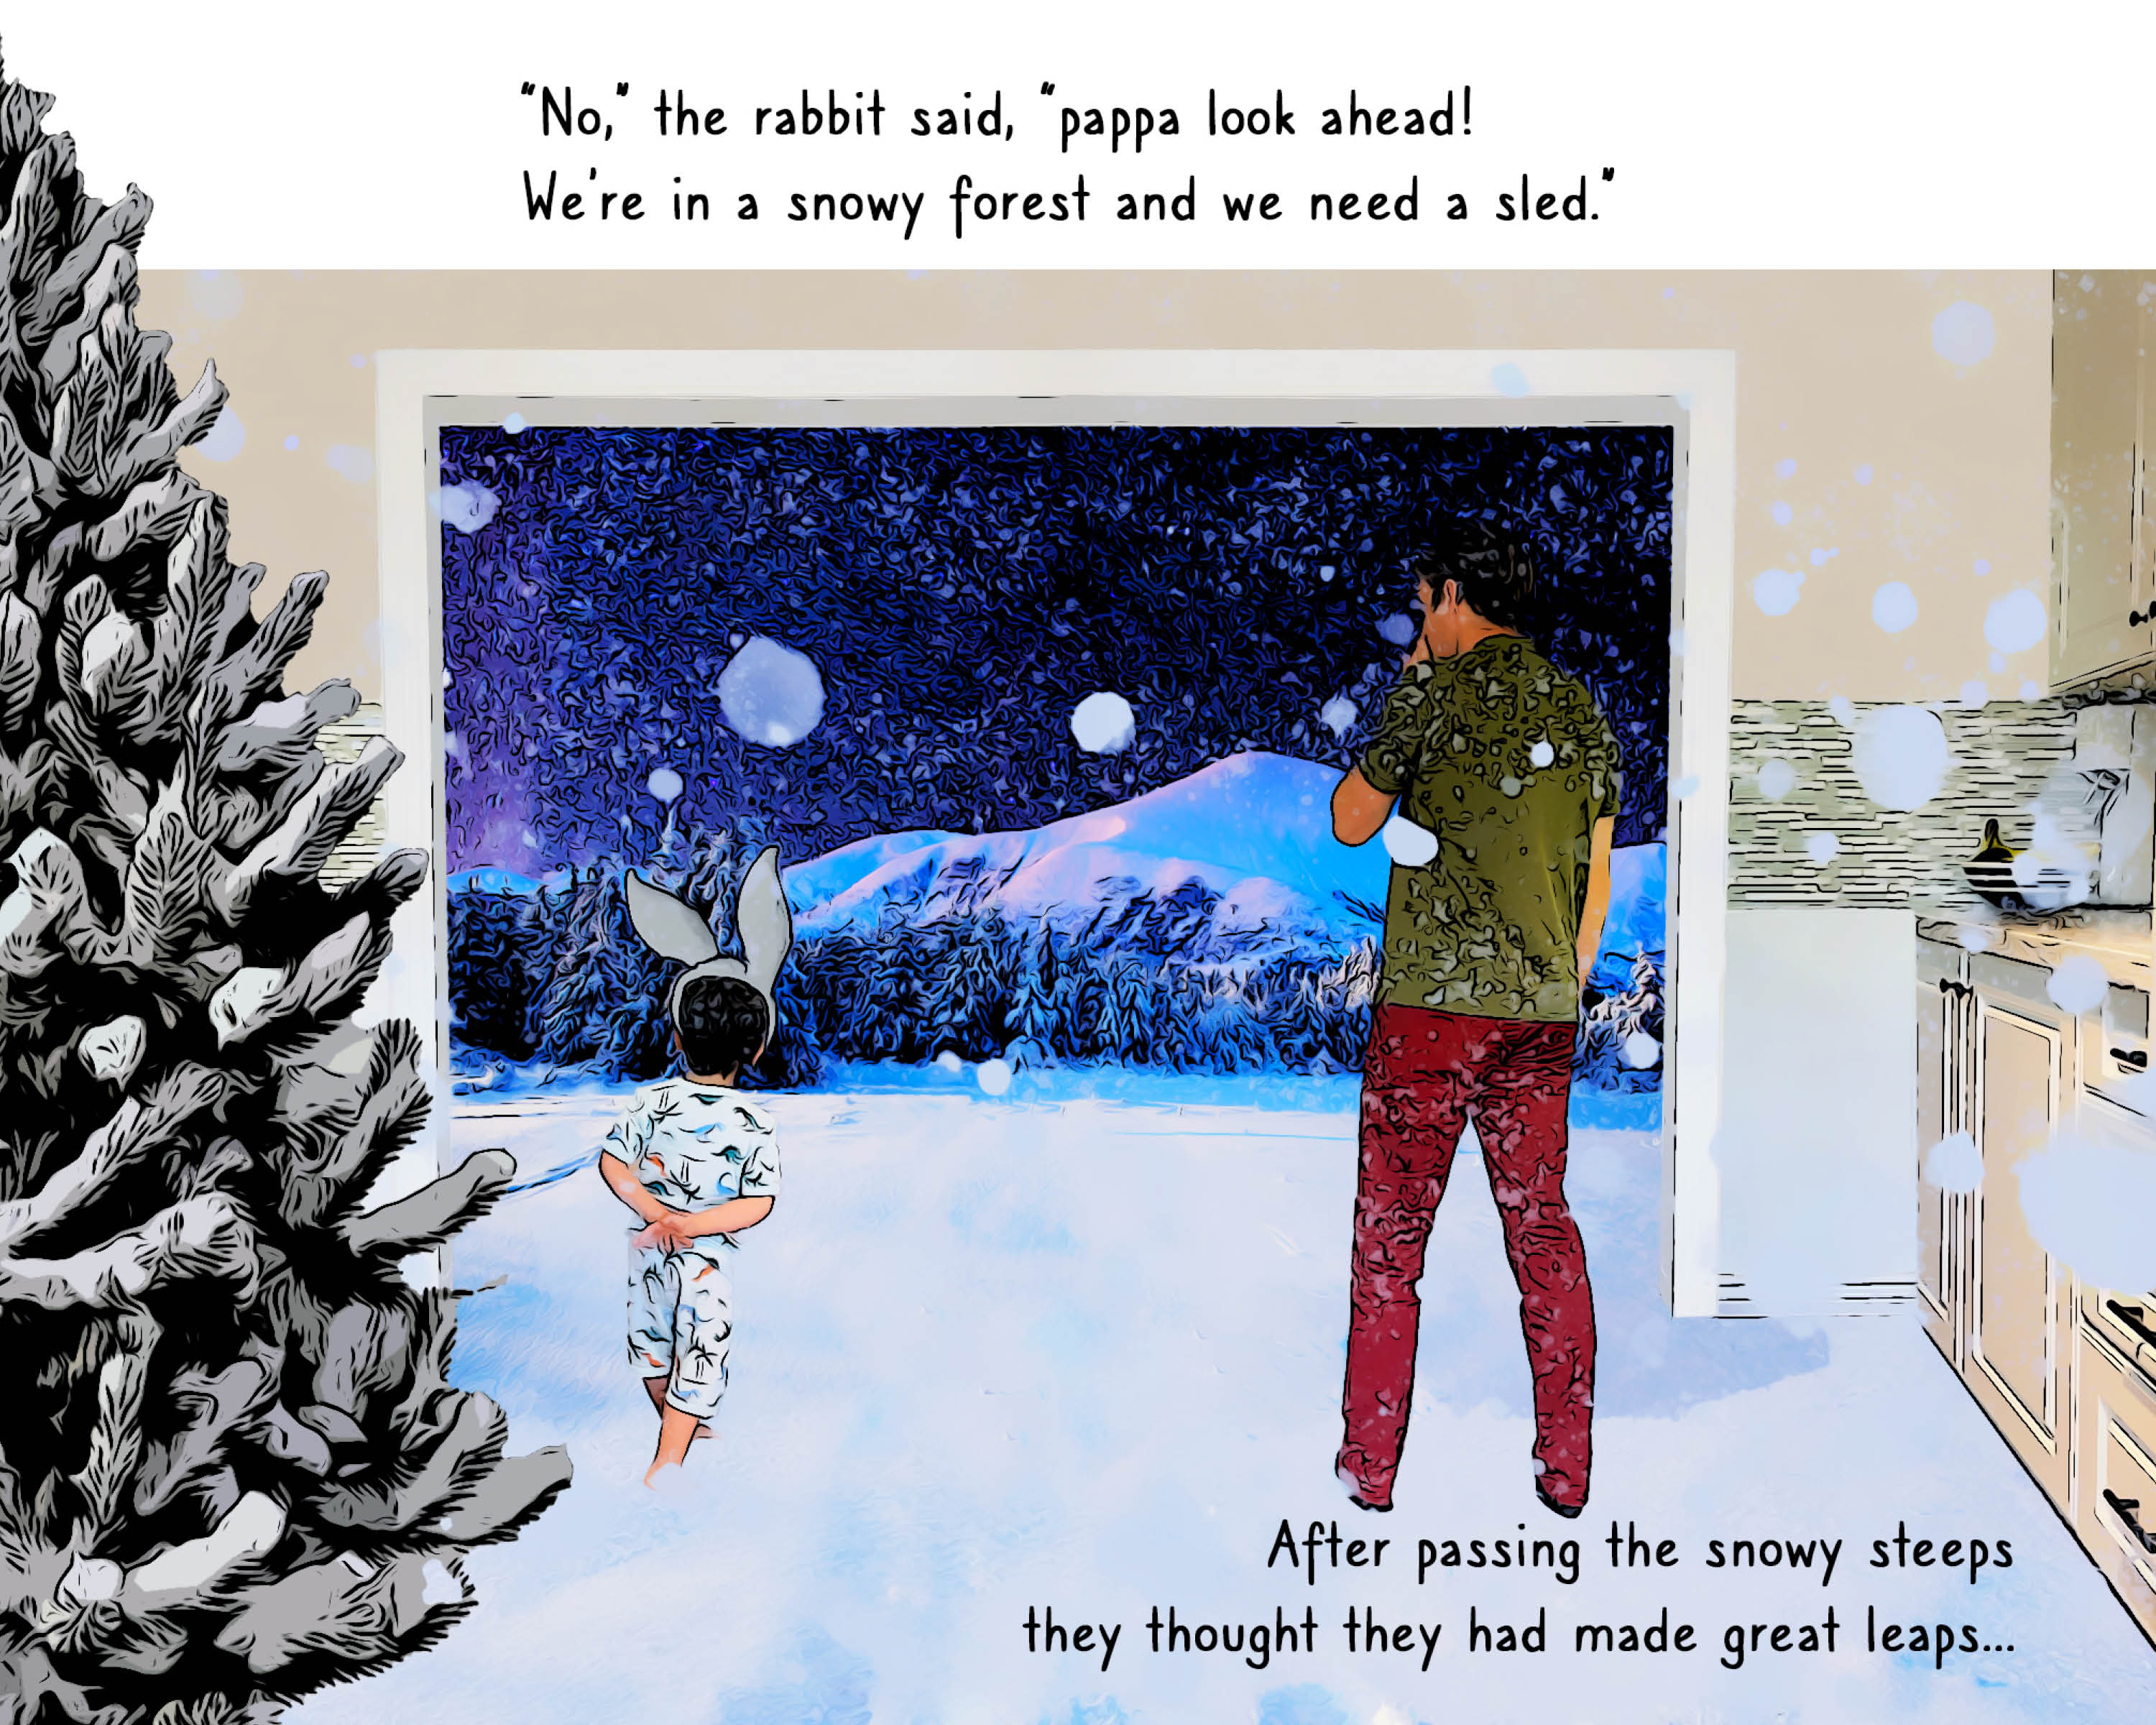 "No," the rabbit said, "pappa look ahead!
We're in a snowy forest and we need a sled."
After passing the snowy steeps
they thought they had made great leaps...